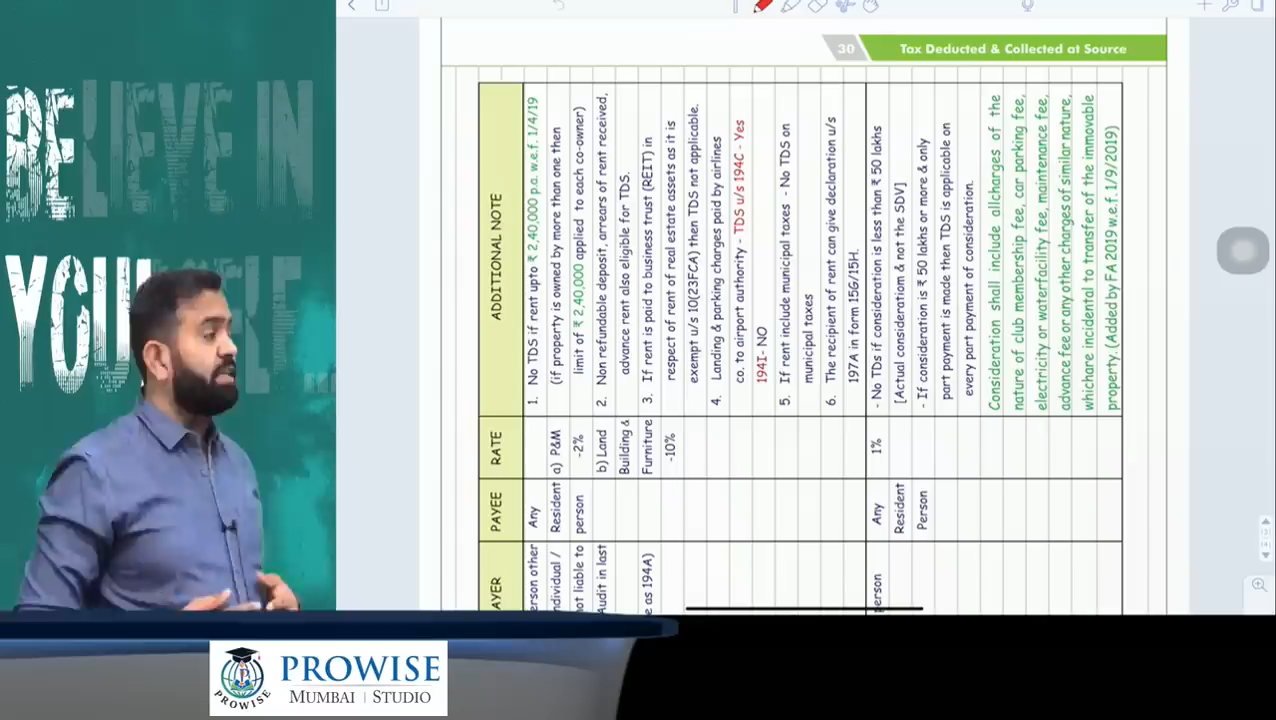 BELIEVE IN
YOURSELF...
30
Tax Deducted & Collected at Source
PAYEE
RATE
ADDITIONAL NOTE
Any
Resident
person
a) P&M
-2%
b) Land
Building &
Furniture
-10%
1. No TDS if rent upto ₹ 2,40,000 p.a. w.e.f. 1/4/19
(if property is owned by more than one then
limit of ₹ 2,40,000 applied to each co-owner)
2. Non refundable deposit, arrears of rent received,
advance rent also eligible for TDS.
3. If rent is paid to business trust (REIT) in
respect of rent of real estate assets as it is
exempt u/s 10(23FCA) then TDS not applicable.
4. Landing & parking charges paid by airlines
co. to airport authority - TDS u/s 194C - Yes
194I- NO
5. If rent include municipal taxes - No TDS on
municipal taxes
6. The recipient of rent can give declaration u/s
197A in form 15G/15H.
erson other
ndividual /
not liable to
Audit in last
e as 194A)
person
Any
Resident
Person
1%
- No TDs if consideration is less than ₹ 50 lakhs
[Actual consideration & not the SDV]
- If consideration is ₹ 50 lakhs or more & only
part payment is made then TDS is applicable on
every part payment of consideration.
Consideration shall include allcharges of the
nature of club membership fee, car parking fee,
electricity or waterfacility fee, maintenance fee,
advance fee or any other charges of similar nature,
whichare incidental to transfer of the immovable
property. (Added by FA 2019 w.e.f. 1/9/2019)
PROWISE
PROWISE
MUMBAI | STUDIO